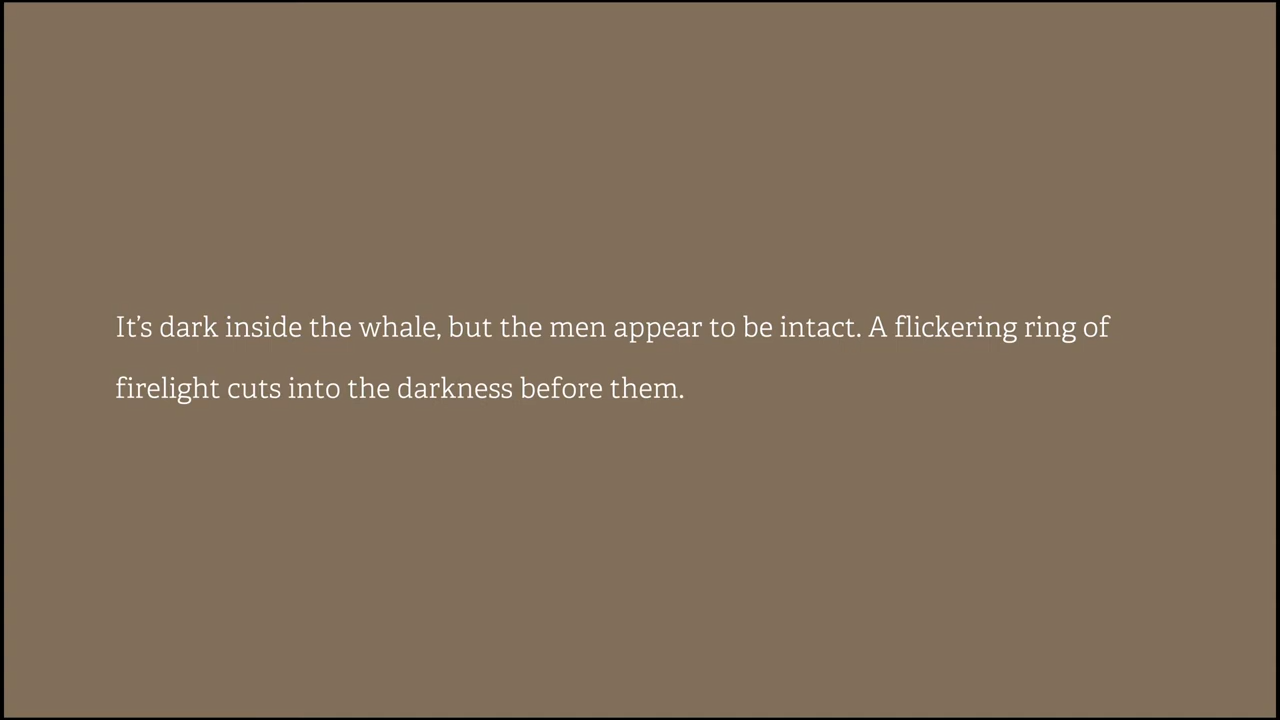 It’s dark inside the whale, but the men appear to be intact. A flickering ring of
firelight cuts into the darkness before them.